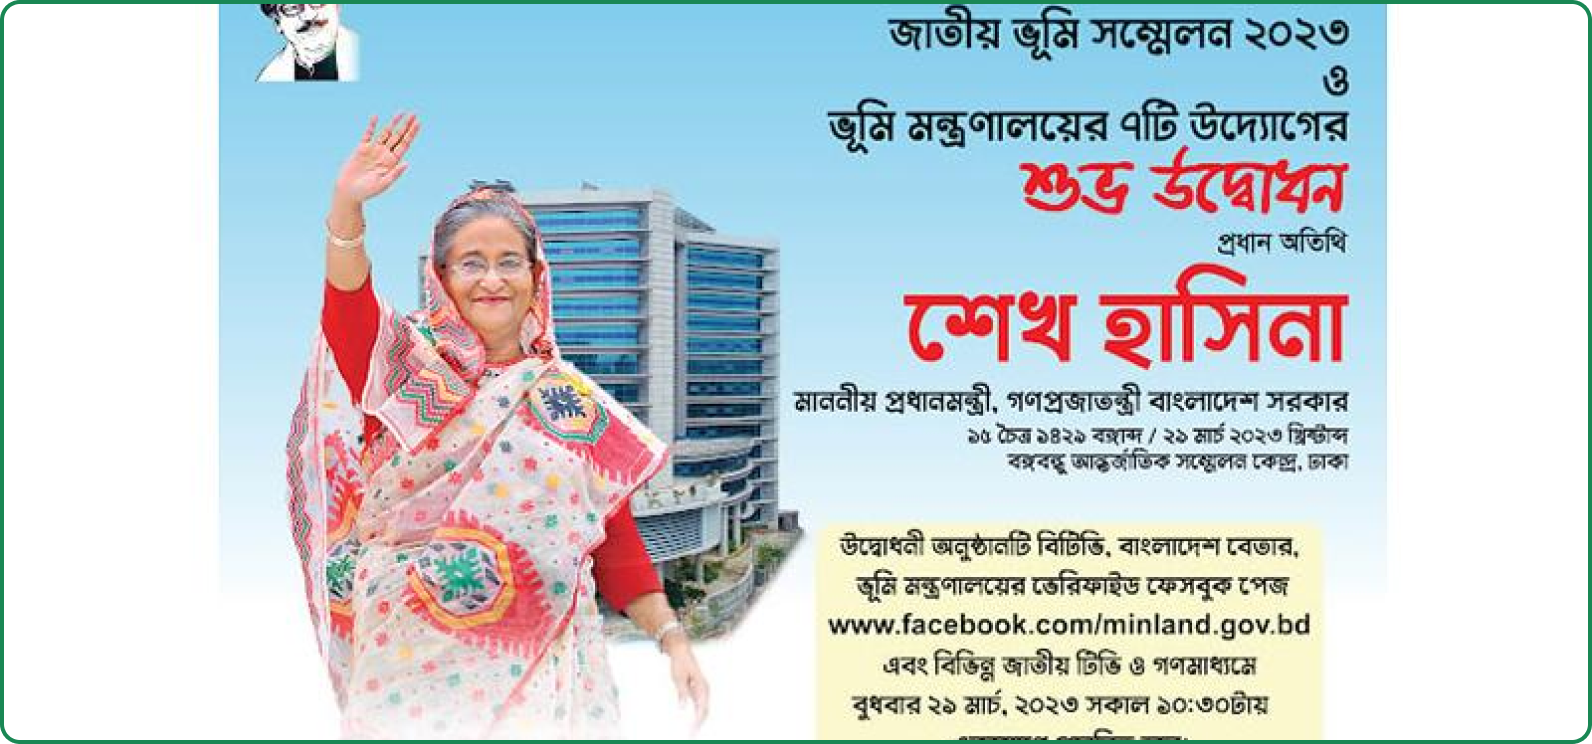 জাতীয় ভূমি সম্মেলন ২০২৩
ও
ভূমি মন্ত্রণালয়ের ৭টি উদ্যোগের
শুভ উদ্বোধন
প্রধান অতিথি
শেখ হাসিনা
মাননীয় প্রধানমন্ত্রী, গণপ্রজাতন্ত্রী বাংলাদেশ সরকার
১৫ চৈত্র ১৪২৯ বঙ্গাব্দ / ২৯ মার্চ ২০২৩ খ্রিস্টাব্দ
বঙ্গবন্ধু আন্তর্জাতিক সম্মেলন কেন্দ্র, ঢাকা
উদ্বোধনী অনুষ্ঠানটি বিটিভি, বাংলাদেশ বেতার,
ভূমি মন্ত্রণালয়ের ভেরিফাইড ফেসবুক পেজ
www.facebook.com/minland.gov.bd
এবং বিভিন্ন জাতীয় টিভি ও গণমাধ্যমে
বুধবার ২৯ মার্চ, ২০২৩ সকাল ১০:৩০টায়